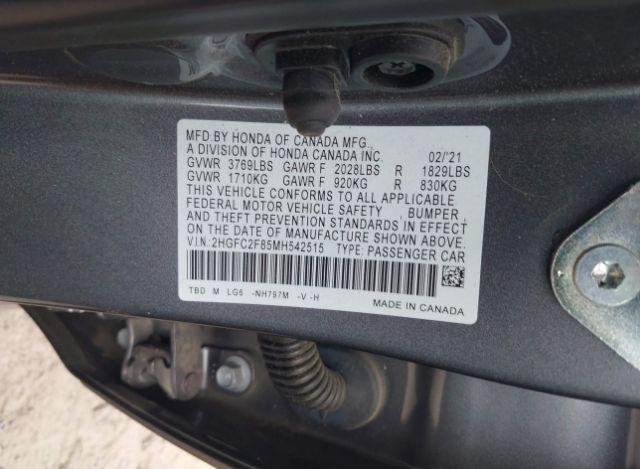 MFD.BY HONDA OF CANADA MFG.,
A DIVISION OF HONDA CANADA INC. 02/'21
GVWR 3769LBS GAWR F 2028LBS R 1829LBS
GVWR 1710KG GAWR F 920KG R 830KG
THIS VEHICLE CONFORMS TO ALL APPLICABLE
FEDERAL MOTOR VEHICLE SAFETY , BUMPER ,
AND THEFT PREVENTION STANDARDS IN EFFECT
ON THE DATE OF MANUFACTURE SHOWN ABOVE.
V.I.N.:2HGFC2F85MH542515 TYPE: PASSENGER CAR
TBD M LG6 -NH797M -V -H
MADE IN CANADA